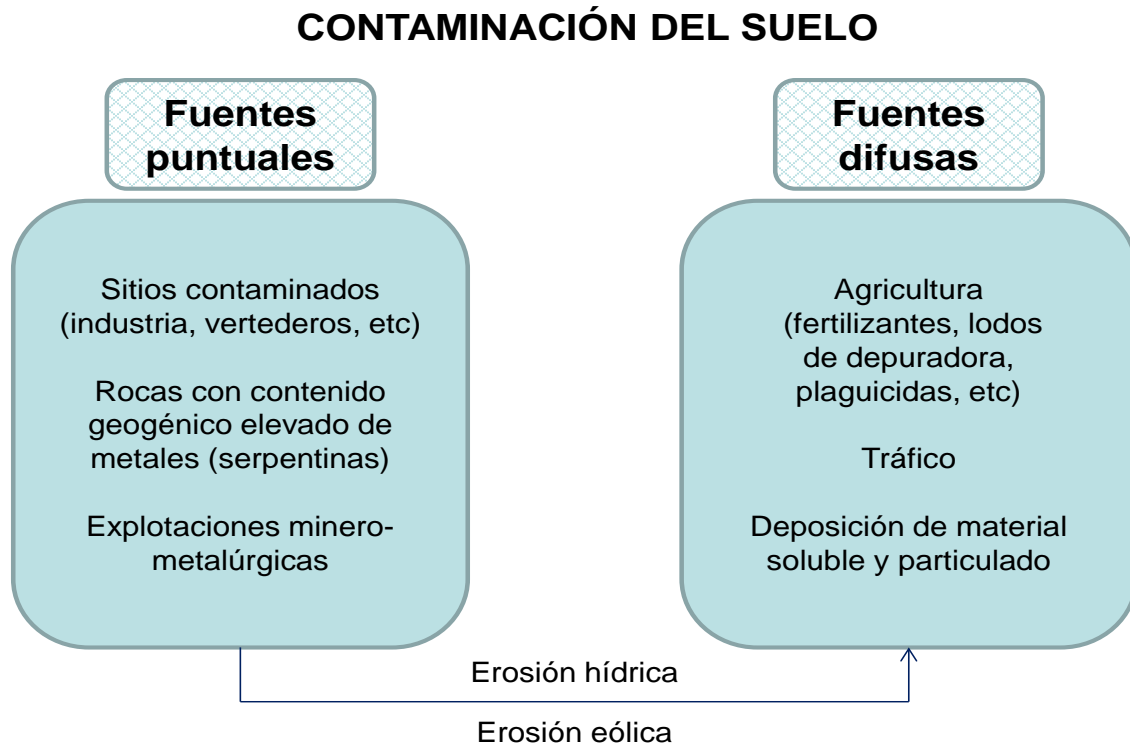 CONTAMINACIÓN DEL SUELO
Fuentes
puntuales
Sitios contaminados
(industria, vertederos, etc)
Rocas con contenido
geogénico elevado de
metales (serpentinas)
Explotaciones minero-
metalúrgicas
Fuentes
difusas
Agricultura
(fertilizantes, lodos
de depuradora,
plaguicidas, etc)
Tráfico
Deposición de material
soluble y particulado
Erosión hídrica
Erosión eólica